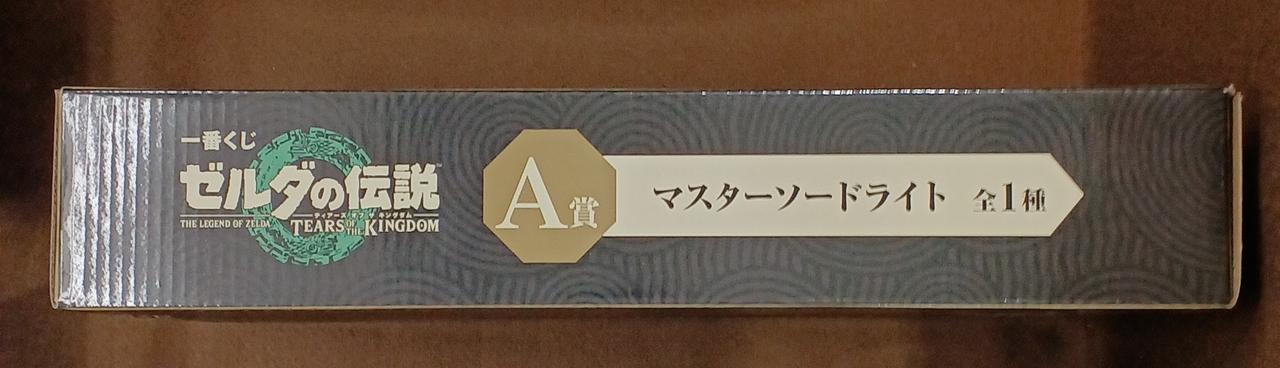 一番くじ
ゼルダの伝説™
ティアーズ オブ ザ キングダム
THE LEGEND OF ZELDA TEARS OF THE KINGDOM
A賞
マスターソードライト 全1種